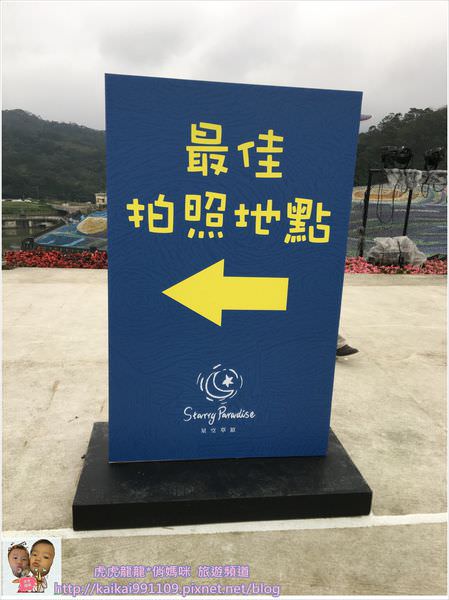 最佳
拍照地點
Starry Paradise
星空草原
虎虎龍龍*俏媽咪 旅遊頻道
http://kaikai991109.pixnet.net/blog